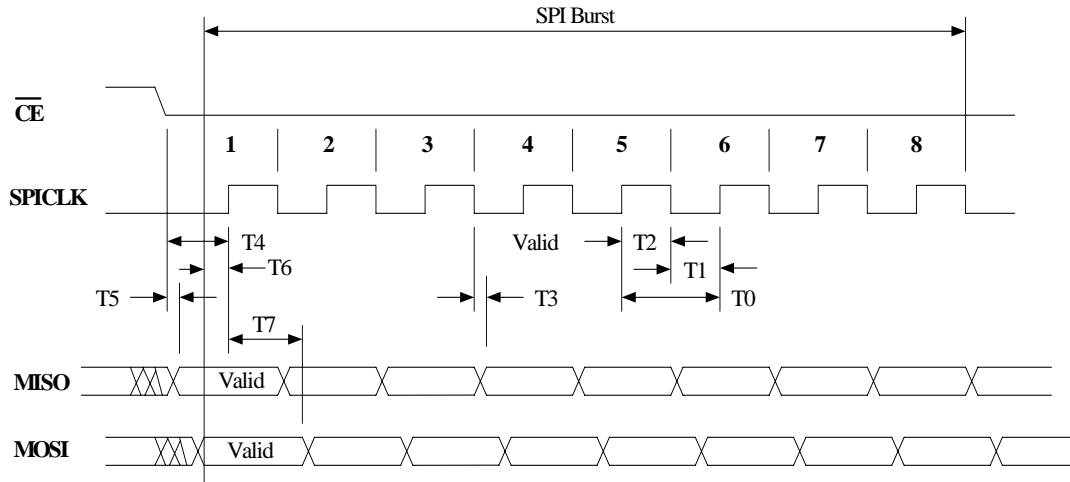 SPI Burst
CE
1 2 3 4 5 6 7 8
SPICLK
T4 Valid T2
T6 T1
T5 T3 T0
T7
MISO Valid
MOSI Valid